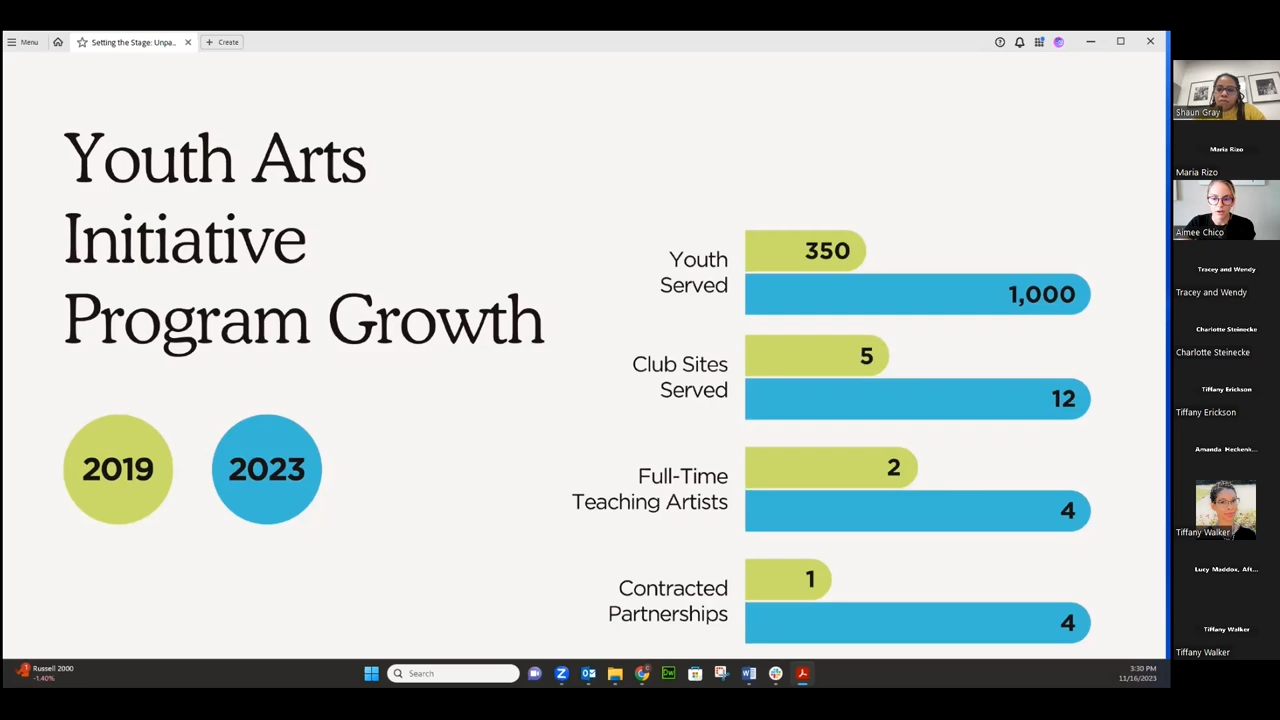 Menu
Setting the Stage: Unpa...
Create
Youth Arts
Initiative
Program Growth
2019
2023
Youth
Served
350
1,000
Club Sites
Served
5
12
Full-Time
Teaching Artists
2
4
Contracted
Partnerships
1
4
Shaun Gray
Maria Rizo
Maria Rizo
Aimee Chico
Tracey and Wendy
Tracey and Wendy
Charlotte Steinecke
Charlotte Steinecke
Tiffany Erickson
Tiffany Erickson
Amanda Heckenk...
Tiffany Walker
Lucy Maddox, Aft...
Tiffany Walker
Tiffany Walker
1
Russell 2000
-1.40%
Search
3:30 PM
11/16/2023